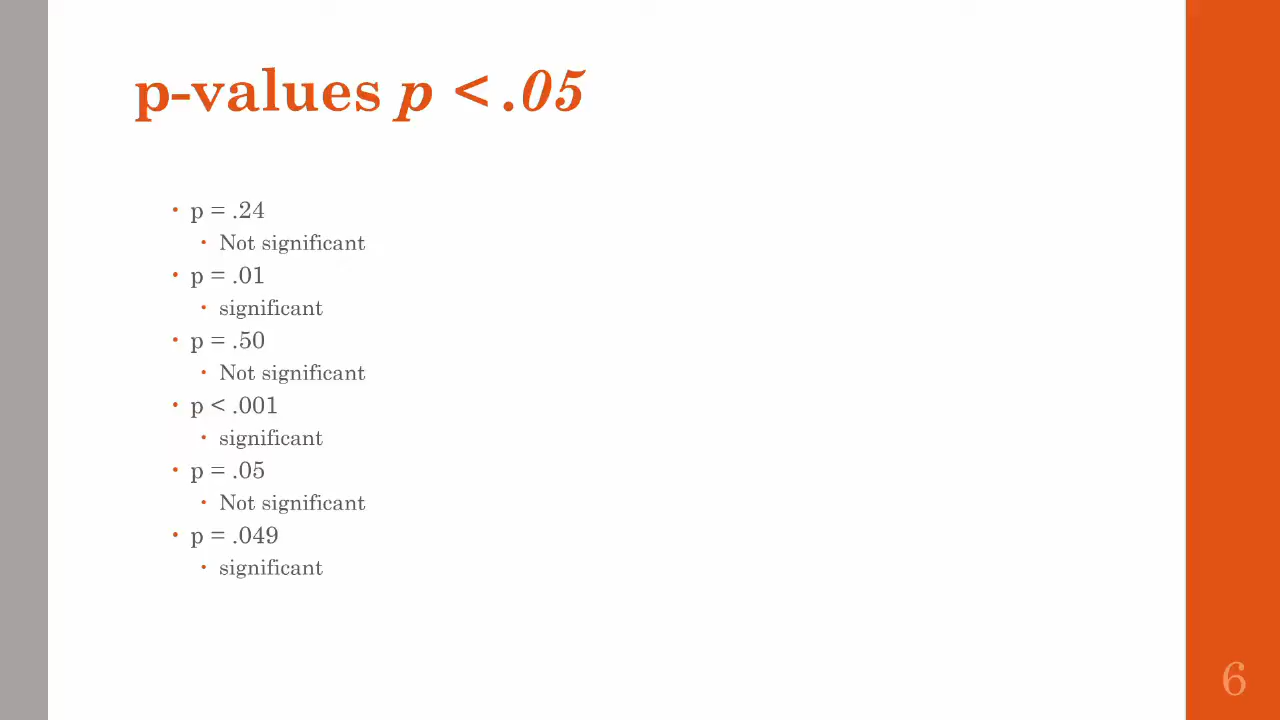 p-values p < .05
• p = .24
• Not significant
• p = .01
• significant
• p = .50
• Not significant
• p < .001
• significant
• p = .05
• Not significant
• p = .049
• significant
6